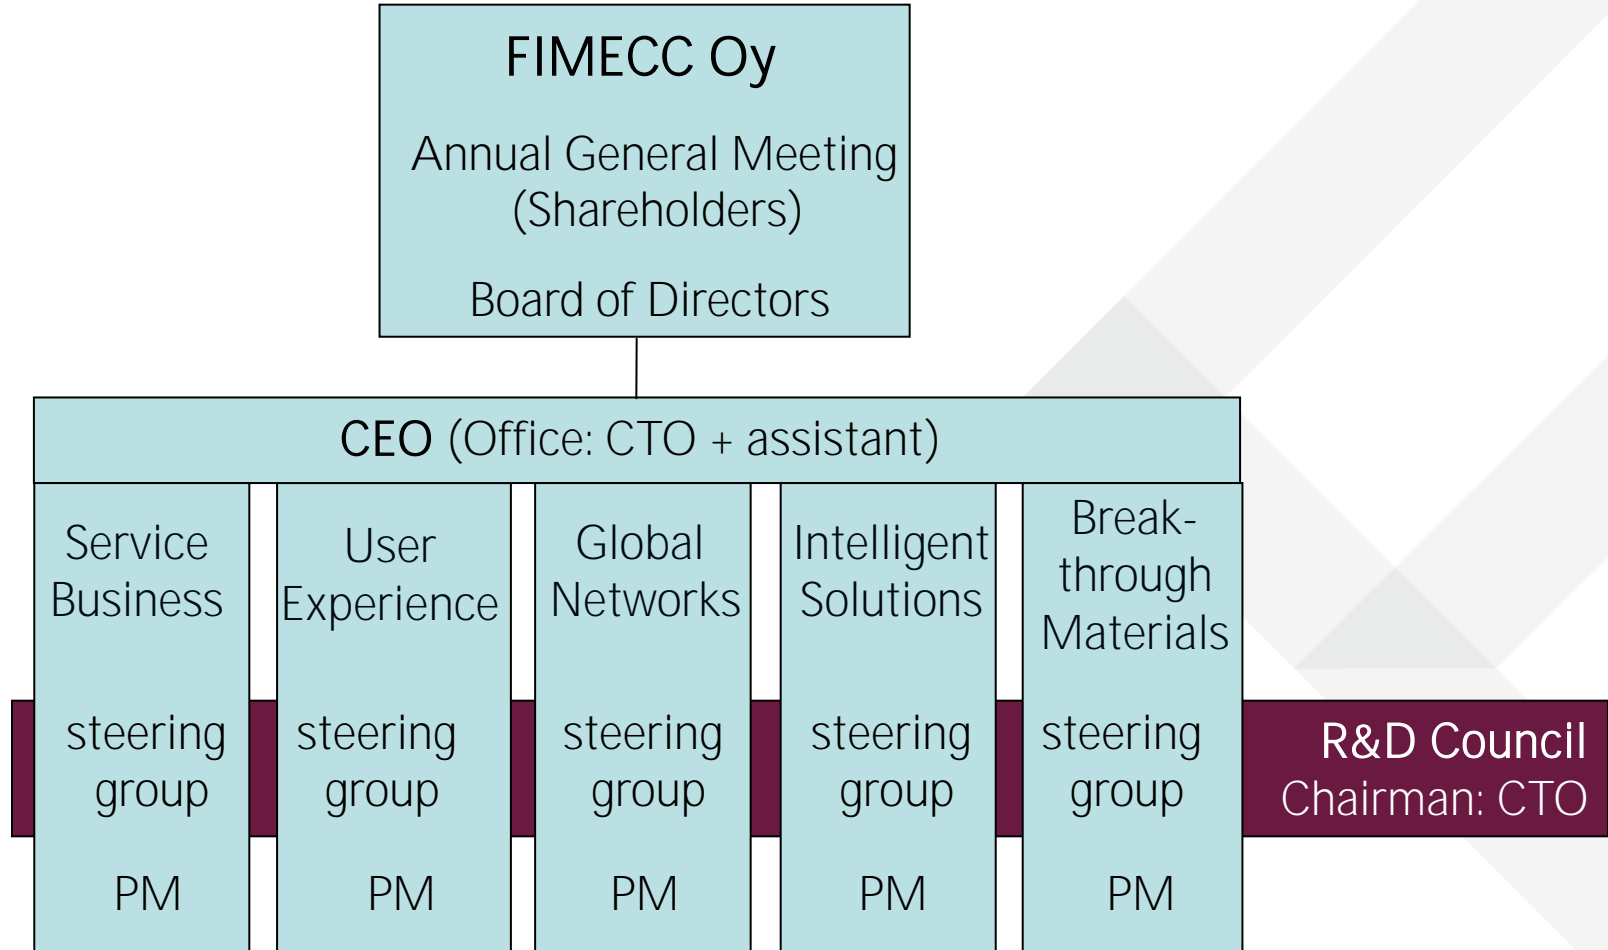 FIMECC Oy
Annual General Meeting
(Shareholders)
Board of Directors
CEO (Office: CTO + assistant)
Service
Business
steering
group
PM
User
Experience
steering
group
PM
Global
Networks
steering
group
PM
Intelligent
Solutions
steering
group
PM
Break-
through
Materials
steering
group
PM
R&D Council
Chairman: CTO